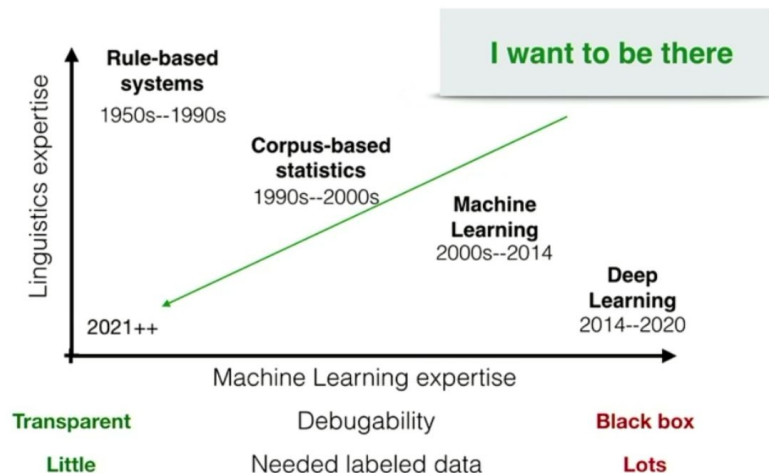 I want to be there
Rule-based
systems
1950s--1990s
Corpus-based
statistics
1990s--2000s
Machine
Learning
2000s--2014
Deep
Learning
2014--2020
2021++
Linguistics expertise
Machine Learning expertise
Transparent Debugability Black box
Little Needed labeled data Lots